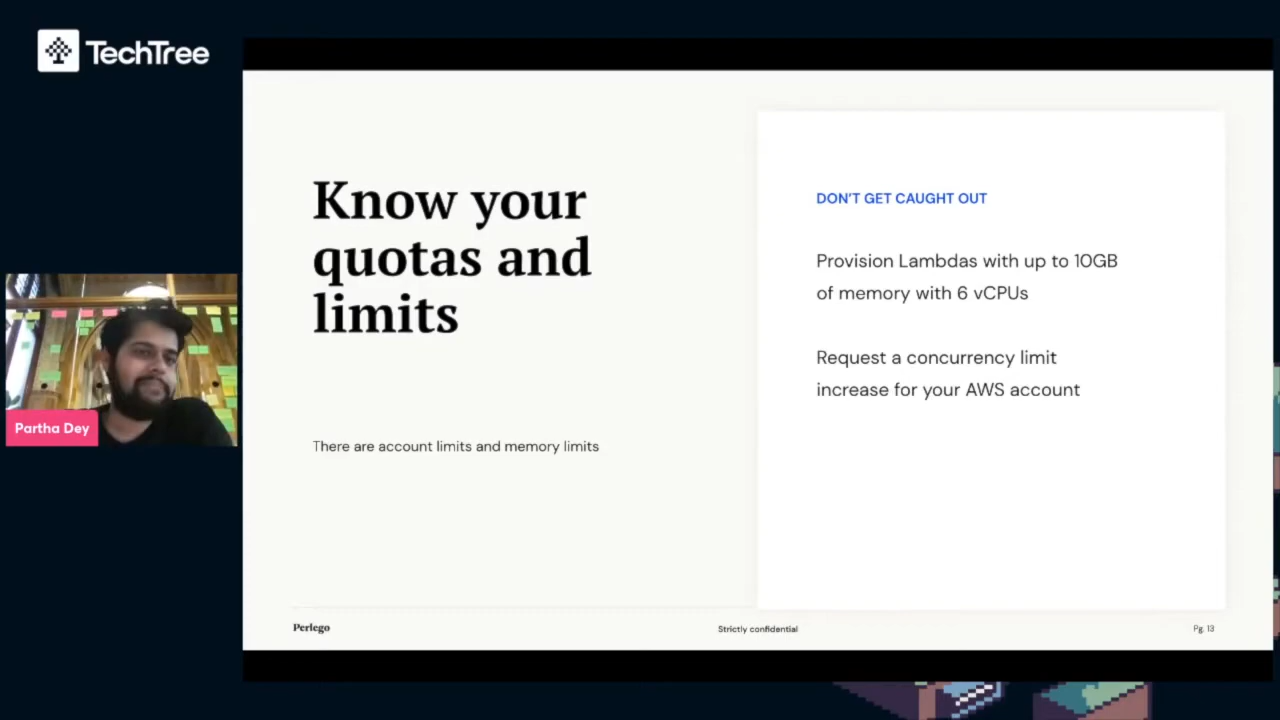 TechTree
Know your
quotas and
limits
There are account limits and memory limits
DON'T GET CAUGHT OUT
Provision Lambdas with up to 10GB
of memory with 6 vCPUs
Request a concurrency limit
increase for your AWS account
Partha Dey
Perlego
Strictly confidential
Pg. 13